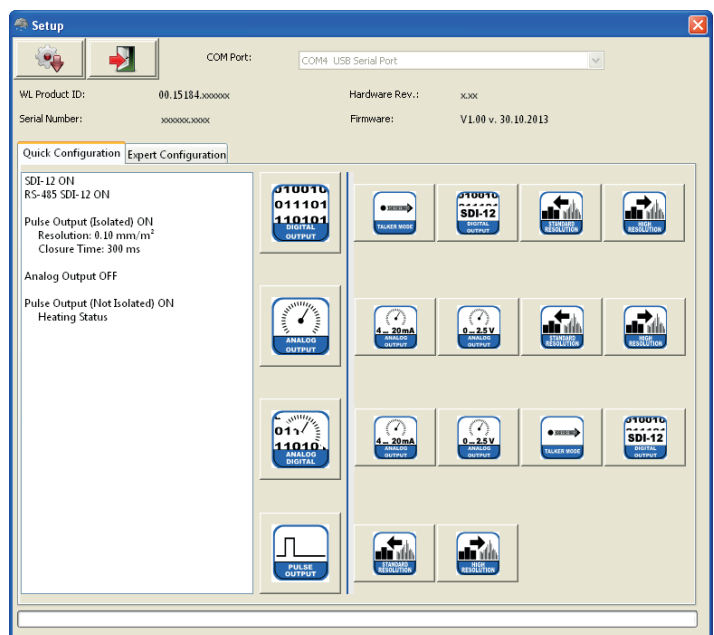 Setup
COM Port:
COM4 USB Serial Port
WL Product ID:
00.15184.xxxxxx
Hardware Rev.:
x.xx
Serial Number:
xxxxxx.xxxx
Firmware:
V1.00 v. 30.10.2013
Quick Configuration
Expert Configuration
SDI-12 ON
RS-485 SDI-12 ON
Pulse Output (Isolated) ON
Resolution: 0.10 mm/m²
Closure Time: 300 ms
Analog Output OFF
Pulse Output (Not Isolated) ON
Heating Status
010010
011101
110101
DIGITAL
OUTPUT
TALKER MODE
010010
SDI-12
DIGITAL
OUTPUT
STANDARD
RESOLUTION
HIGH
RESOLUTION
ANALOG
OUTPUT
4 ... 20mA
ANALOG
OUTPUT
0 ... 2.5 V
ANALOG
OUTPUT
STANDARD
RESOLUTION
HIGH
RESOLUTION
011
11010
ANALOG
DIGITAL
4 ... 20mA
ANALOG
OUTPUT
0 ... 2.5 V
ANALOG
OUTPUT
TALKER MODE
010010
SDI-12
DIGITAL
OUTPUT
PULSE
OUTPUT
STANDARD
RESOLUTION
HIGH
RESOLUTION